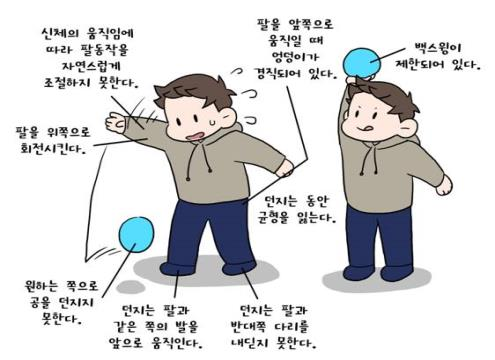 신체의 움직임에
따라 팔동작을
자연스럽게
조절하지 못한다.
팔을 앞쪽으로
움직일 때
엉덩이가
경직되어 있다.
백스윙이
제한되어 있다.
팔을 위쪽으로
회전시킨다.
던지는 동안
균형을 잃는다.
원하는 쪽으로
공을 던지지
못한다.
던지는 팔과
같은 쪽의 발을
앞으로 움직인다.
던지는 팔과
반대쪽 다리를
내딛지 못한다.